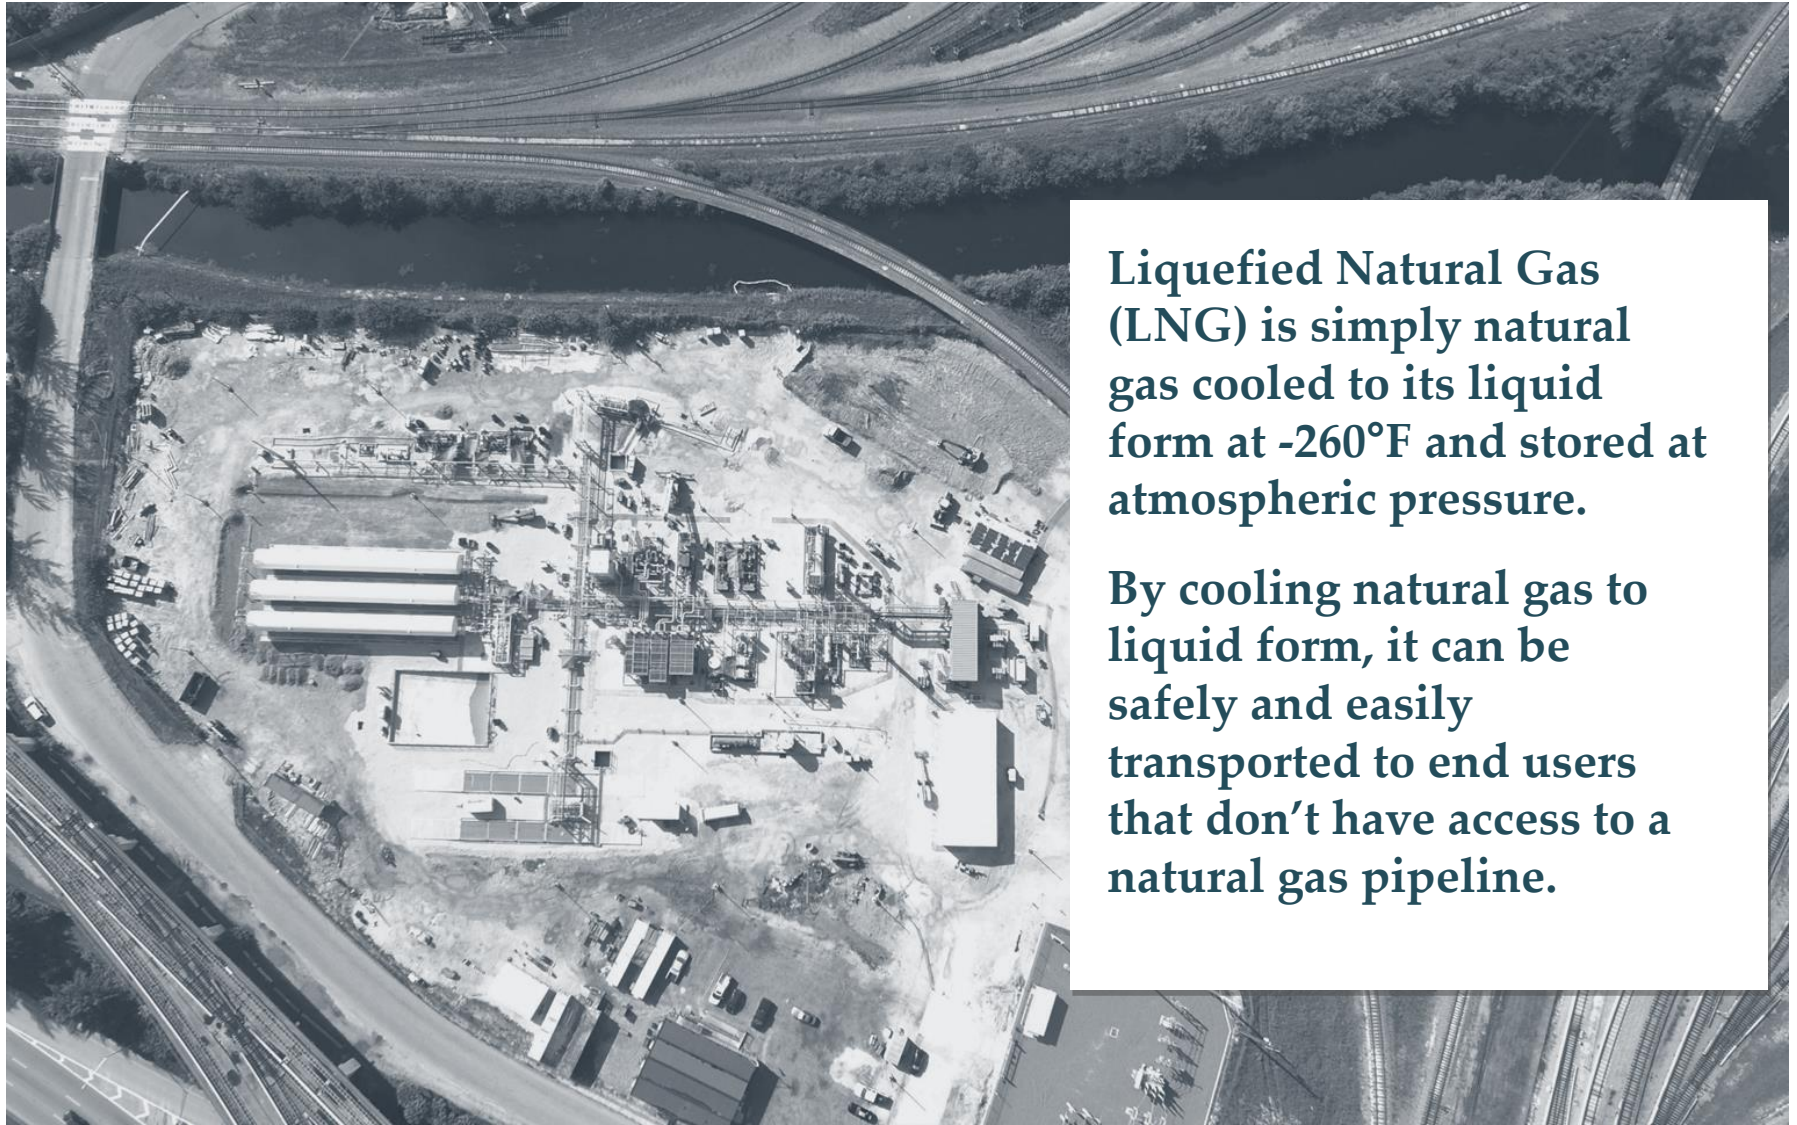 Liquefied Natural Gas
(LNG) is simply natural
gas cooled to its liquid
form at -260°F and stored at
atmospheric pressure.
By cooling natural gas to
liquid form, it can be
safely and easily
transported to end users
that don’t have access to a
natural gas pipeline.